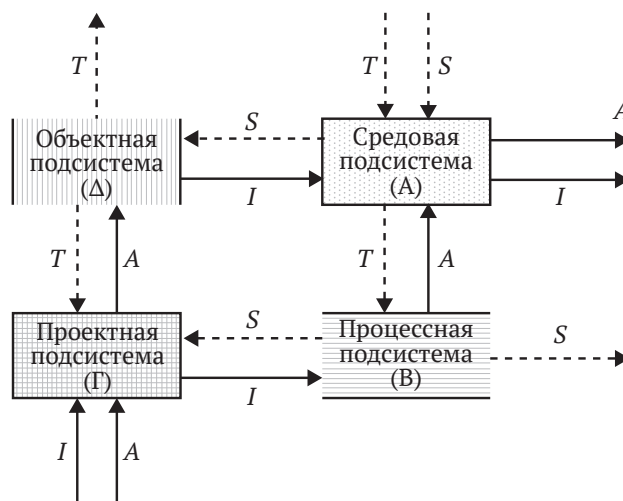 T
T
S
A
Объектная
подсистема
(Δ)
S
I
Средовая
подсистема
(А)
I
T
A
T
A
Проектная
подсистема
(Г)
S
I
Процессная
подсистема
(В)
S
I
A